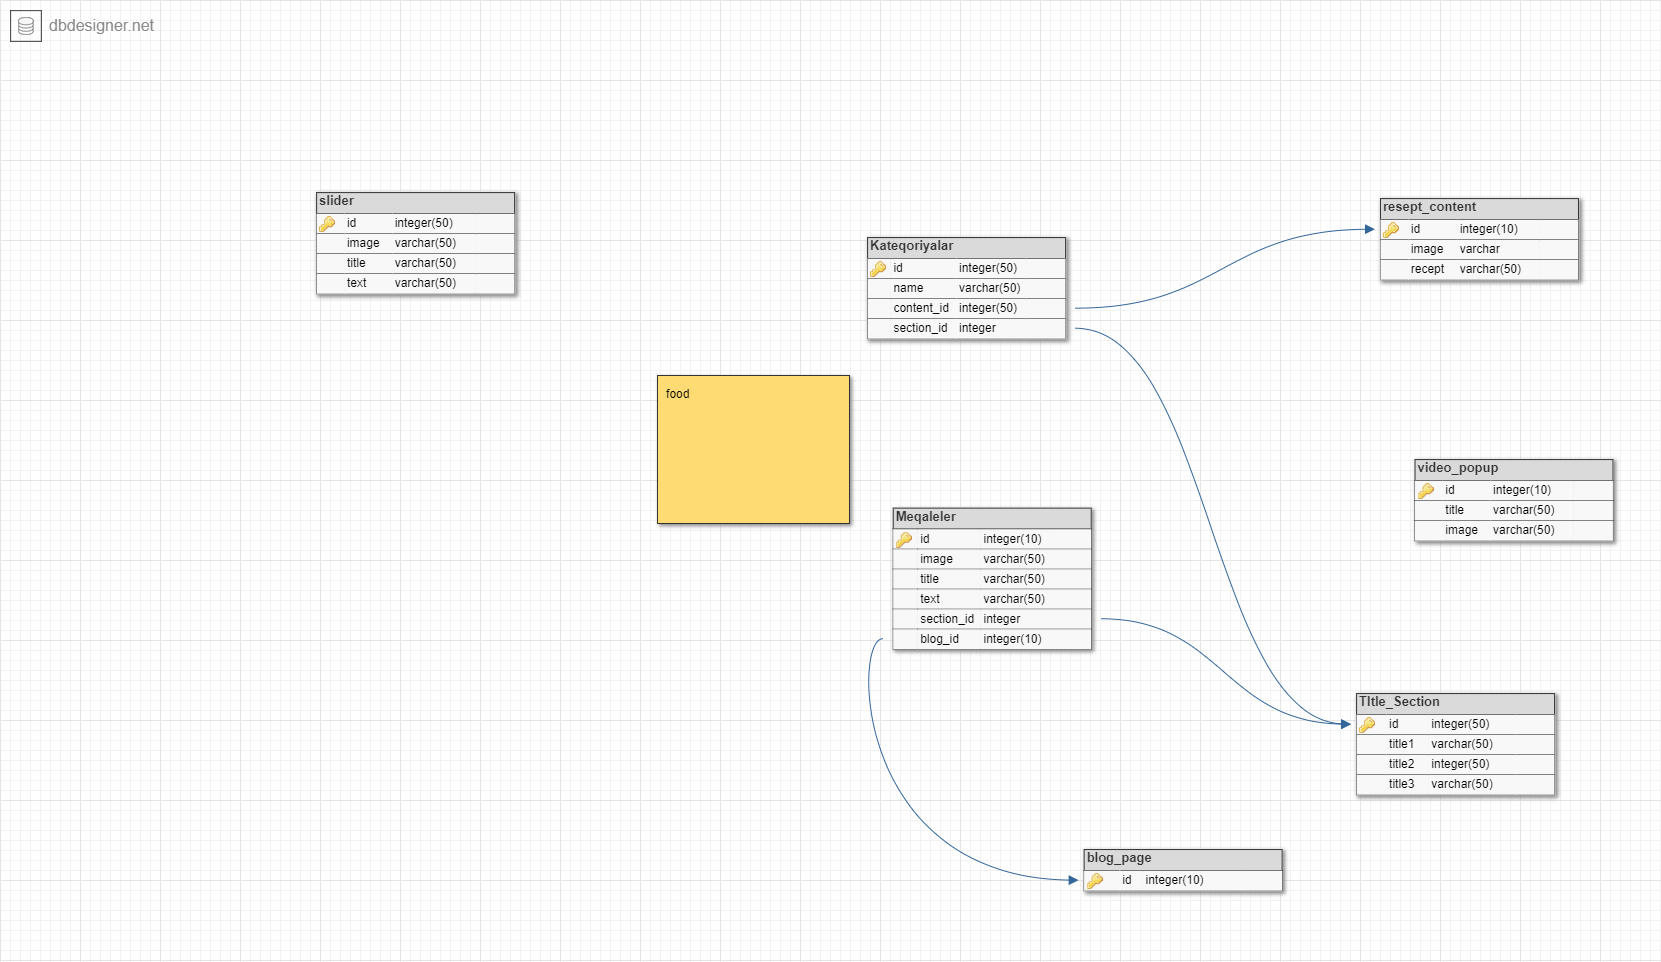 dbdesigner.net
slider
id integer(50)
image varchar(50)
title varchar(50)
text varchar(50)
Kateqoriyalar
id integer(50)
name varchar(50)
content_id integer(50)
section_id integer
resept_content
id integer(10)
image varchar
recept varchar(50)
food
video_popup
id integer(10)
title varchar(50)
image varchar(50)
Meqaleler
id integer(10)
image varchar(50)
title varchar(50)
text varchar(50)
section_id integer
blog_id integer(10)
TItle_Section
id integer(50)
title1 varchar(50)
title2 integer(50)
title3 varchar(50)
blog_page
id integer(10)